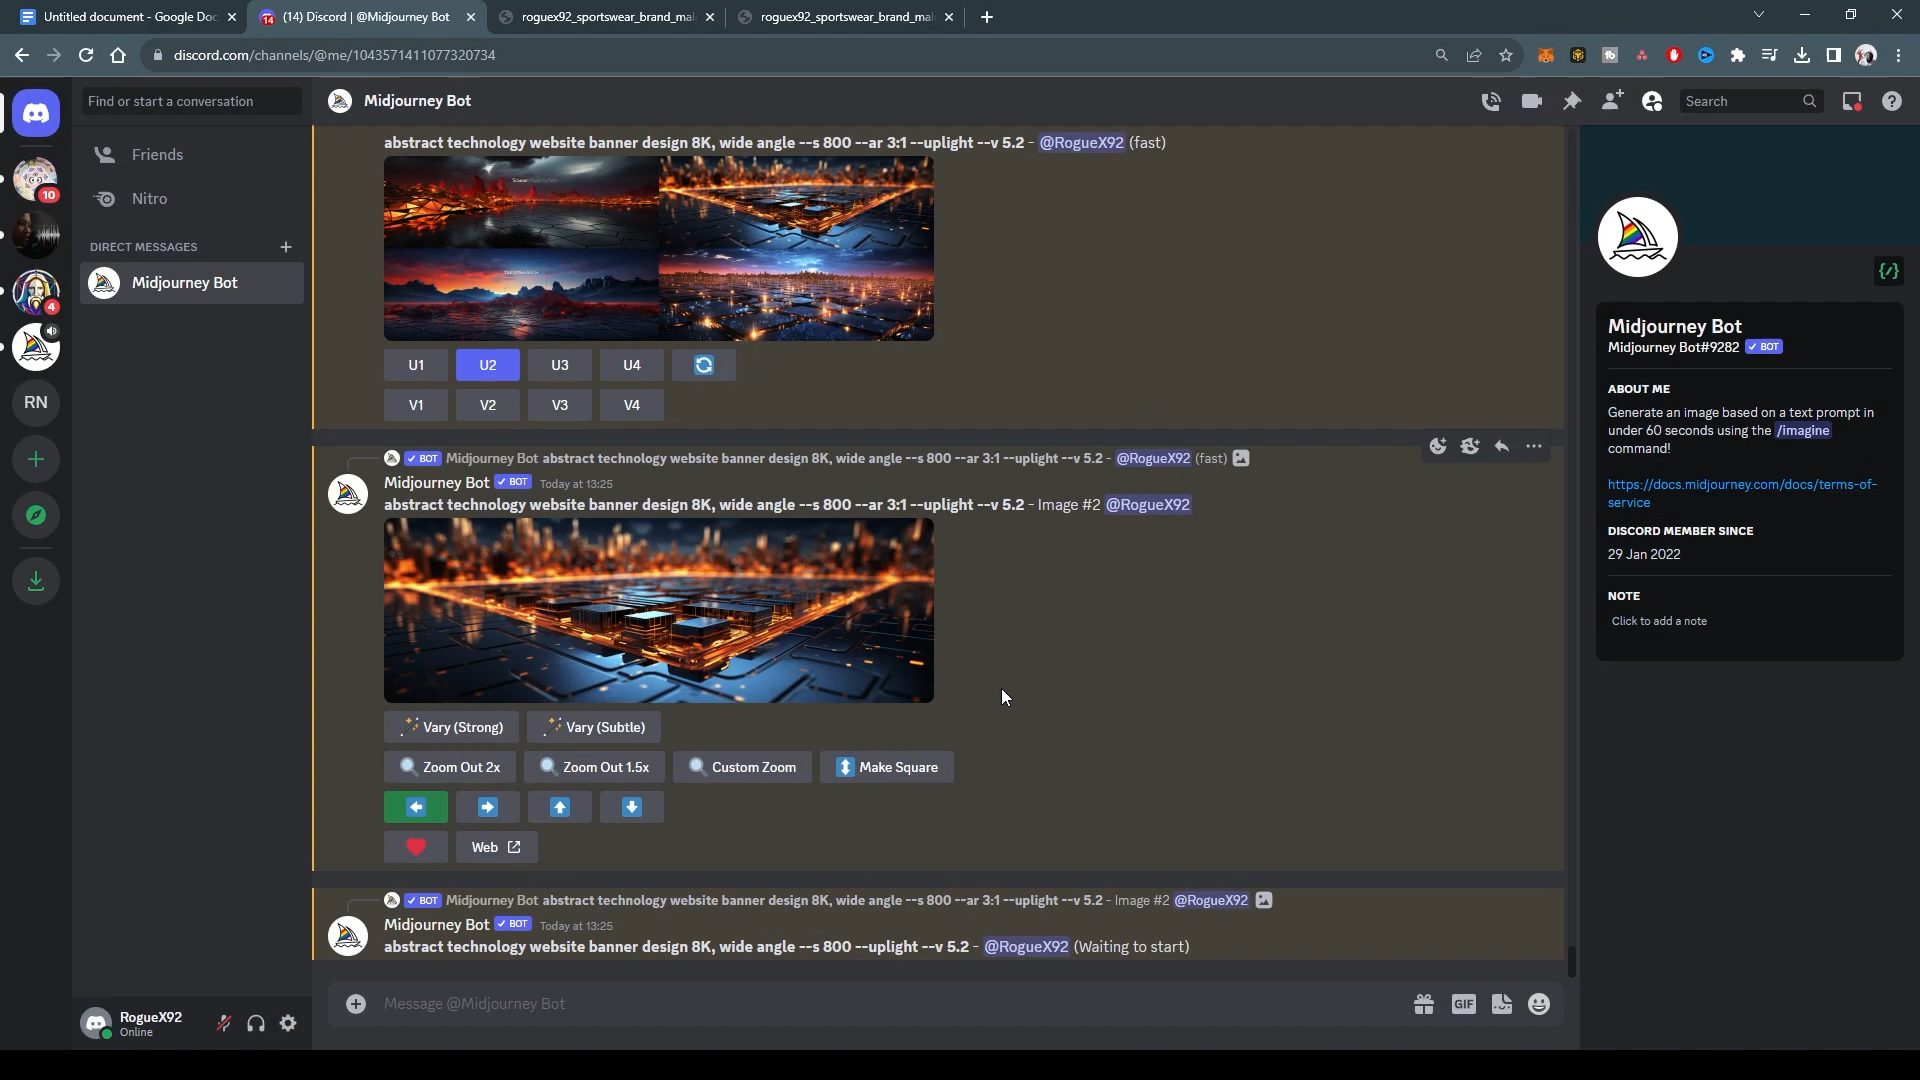 Untitled document - Google Doc
(14) Discord | @Midjourney Bot
roguex92_sportswear_brand_mal
roguex92_sportswear_brand_mal
discord.com/channels/@me/1043571411077320734
Find or start a conversation
Midjourney Bot
Search
Friends
Nitro
DIRECT MESSAGES
Midjourney Bot
10
4
RN
abstract technology website banner design 8K, wide angle --s 800 --ar 3:1 --uplight --v 5.2 - @RogueX92 (fast)
U1
U2
U3
U4
V1
V2
V3
V4
BOT Midjourney Bot abstract technology website banner design 8K, wide angle --s 800 --ar 3:1 --uplight --v 5.2 - @RogueX92 (fast)
Midjourney Bot BOT Today at 13:25
abstract technology website banner design 8K, wide angle --s 800 --ar 3:1 --uplight --v 5.2 - Image #2 @RogueX92
Vary (Strong)
Vary (Subtle)
Zoom Out 2x
Zoom Out 1.5x
Custom Zoom
Make Square
Web
BOT Midjourney Bot abstract technology website banner design 8K, wide angle --s 800 --ar 3:1 --uplight --v 5.2 - Image #2 @RogueX92
Midjourney Bot BOT Today at 13:25
abstract technology website banner design 8K, wide angle --s 800 --uplight --v 5.2 - @RogueX92 (Waiting to start)
Message @Midjourney Bot
GIF
RogueX92
Online
Midjourney Bot
Midjourney Bot#9282 BOT
ABOUT ME
Generate an image based on a text prompt in
under 60 seconds using the /imagine
command!
https://docs.midjourney.com/docs/terms-of-
service
DISCORD MEMBER SINCE
29 Jan 2022
NOTE
Click to add a note